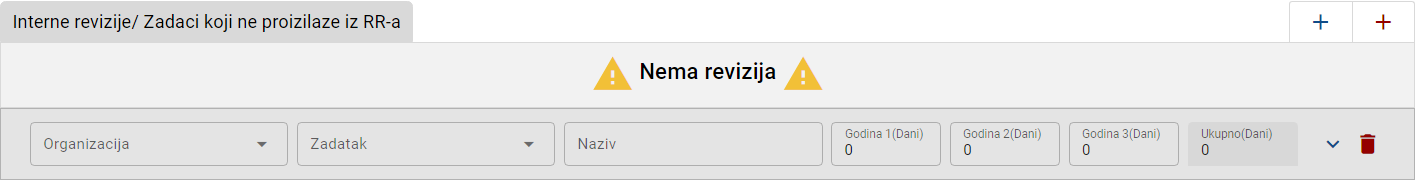 Interne revizije/ Zadaci koji ne proizilaze iz RR-a
Nema revizija
Organizacija Zadatak Naziv Godina 1(Dani) 0 Godina 2(Dani) 0 Godina 3(Dani) 0 Ukupno(Dani) 0